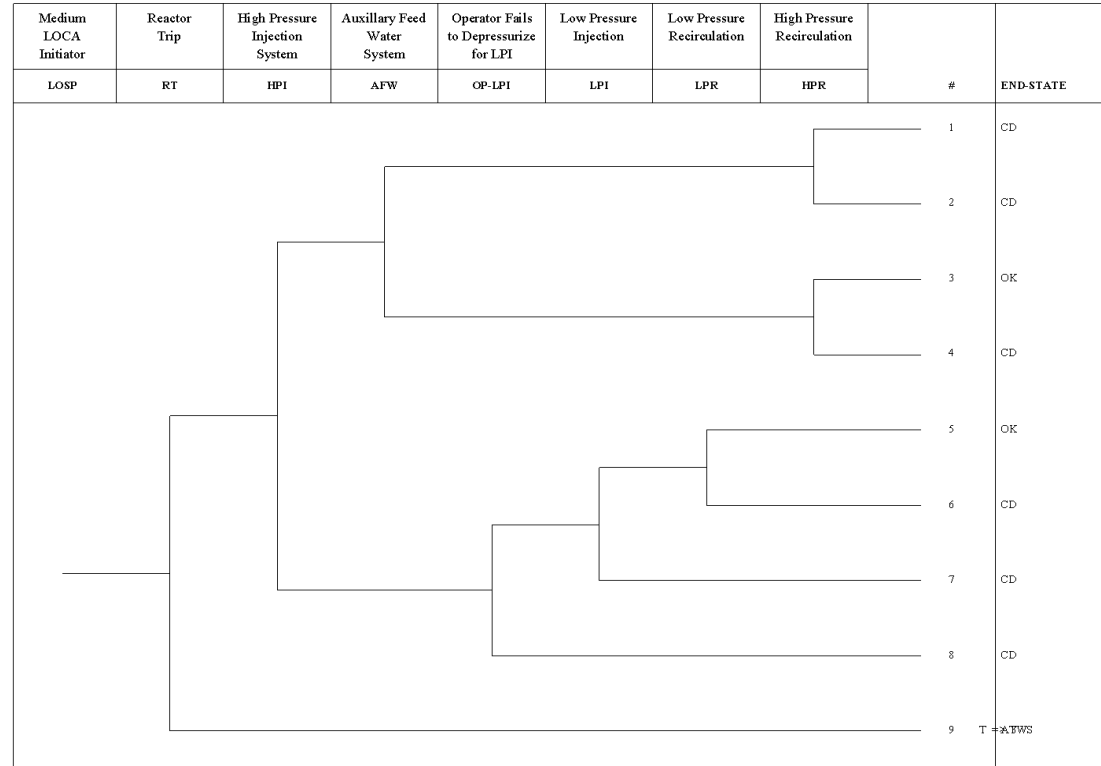 Medium LOCA Initiator
Reactor Trip
High Pressure Injection System
Auxillary Feed Water System
Operator Fails to Depressurize for LPI
Low Pressure Injection
Low Pressure Recirculation
High Pressure Recirculation
LOSP RT HPI AFW OP-LPI LPI LPR HPR # END-STATE
1 CD
2 CD
3 OK
4 CD
5 OK
6 CD
7 CD
8 CD
9 T =>